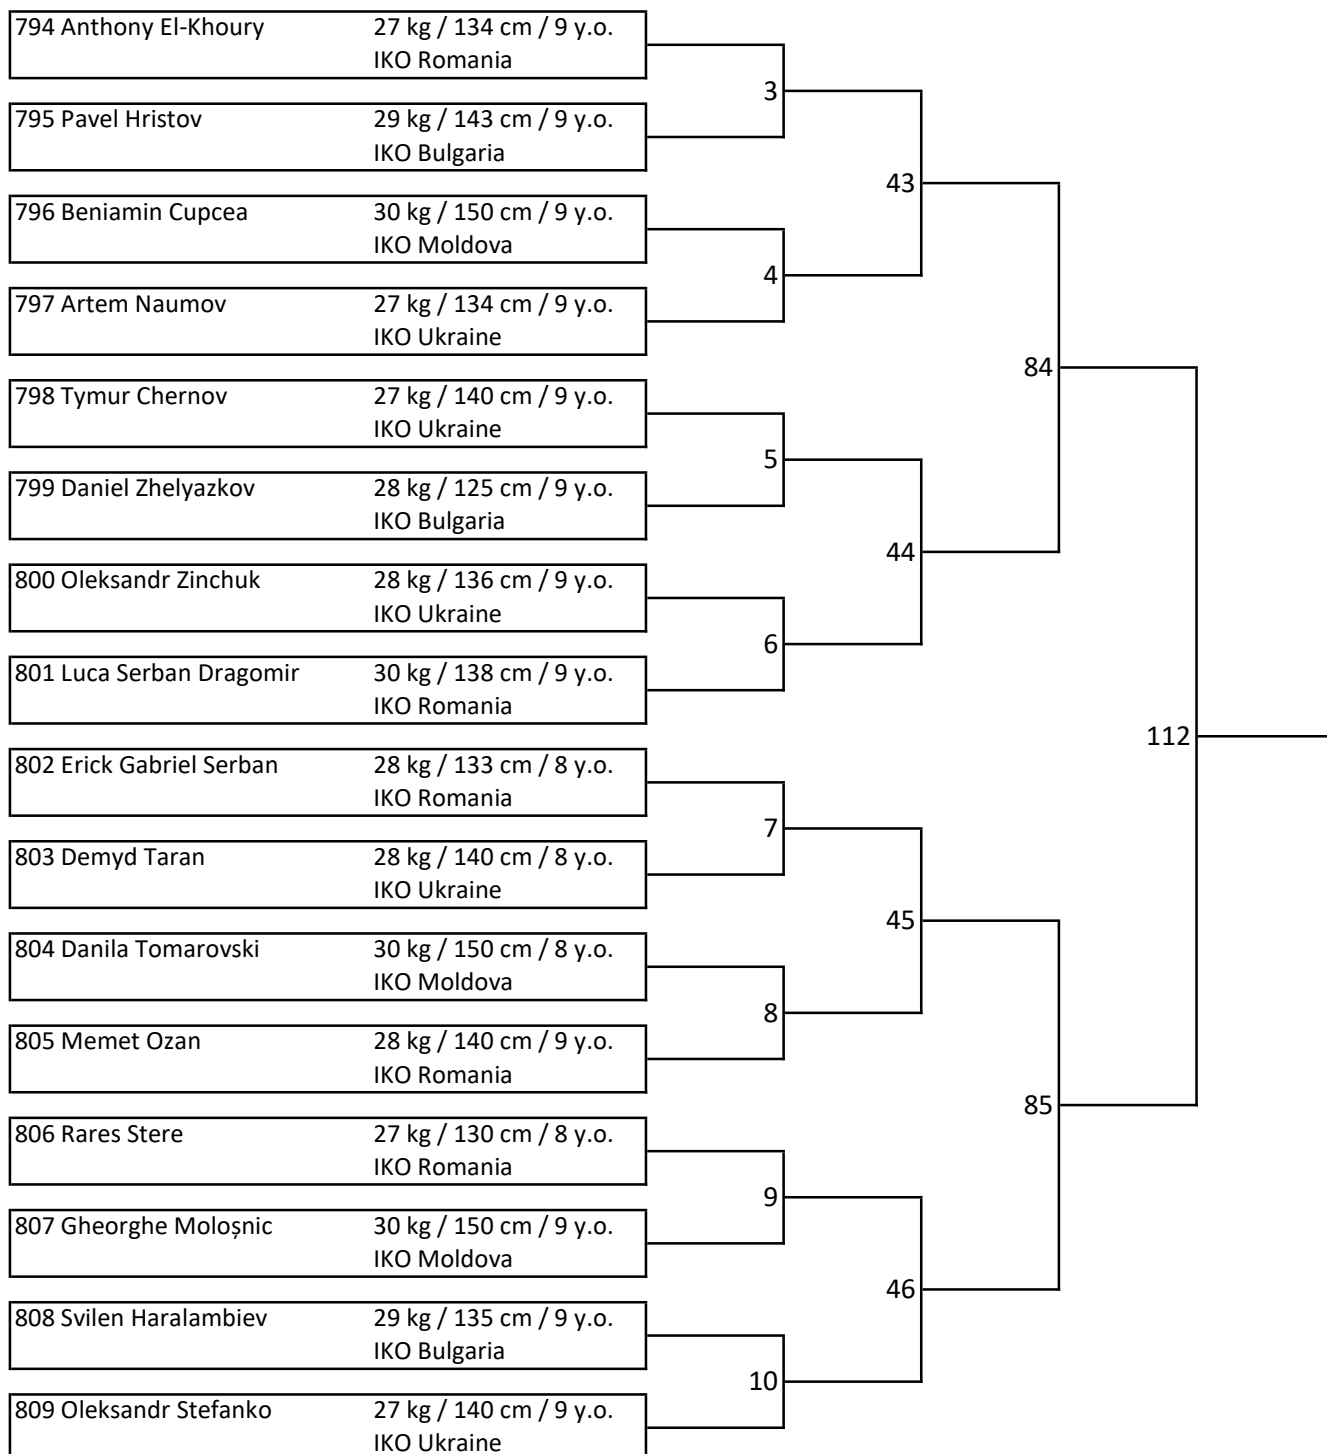 794 Anthony El-Khoury 27 kg / 134 cm / 9 y.o.
IKO Romania
3
795 Pavel Hristov 29 kg / 143 cm / 9 y.o.
IKO Bulgaria
43
796 Beniamin Cupcea 30 kg / 150 cm / 9 y.o.
IKO Moldova
4
797 Artem Naumov 27 kg / 134 cm / 9 y.o.
IKO Ukraine
84
798 Tymur Chernov 27 kg / 140 cm / 9 y.o.
IKO Ukraine
5
799 Daniel Zhelyazkov 28 kg / 125 cm / 9 y.o.
IKO Bulgaria
44
800 Oleksandr Zinchuk 28 kg / 136 cm / 9 y.o.
IKO Ukraine
6
801 Luca Serban Dragomir 30 kg / 138 cm / 9 y.o.
IKO Romania
112
802 Erick Gabriel Serban 28 kg / 133 cm / 8 y.o.
IKO Romania
7
803 Demyd Taran 28 kg / 140 cm / 8 y.o.
IKO Ukraine
45
804 Danila Tomarovski 30 kg / 150 cm / 8 y.o.
IKO Moldova
8
805 Memet Ozan 28 kg / 140 cm / 9 y.o.
IKO Romania
85
806 Rares Stere 27 kg / 130 cm / 8 y.o.
IKO Romania
9
807 Gheorghe Moloșnic 30 kg / 150 cm / 9 y.o.
IKO Moldova
46
808 Svilen Haralambiev 29 kg / 135 cm / 9 y.o.
IKO Bulgaria
10
809 Oleksandr Stefanko 27 kg / 140 cm / 9 y.o.
IKO Ukraine